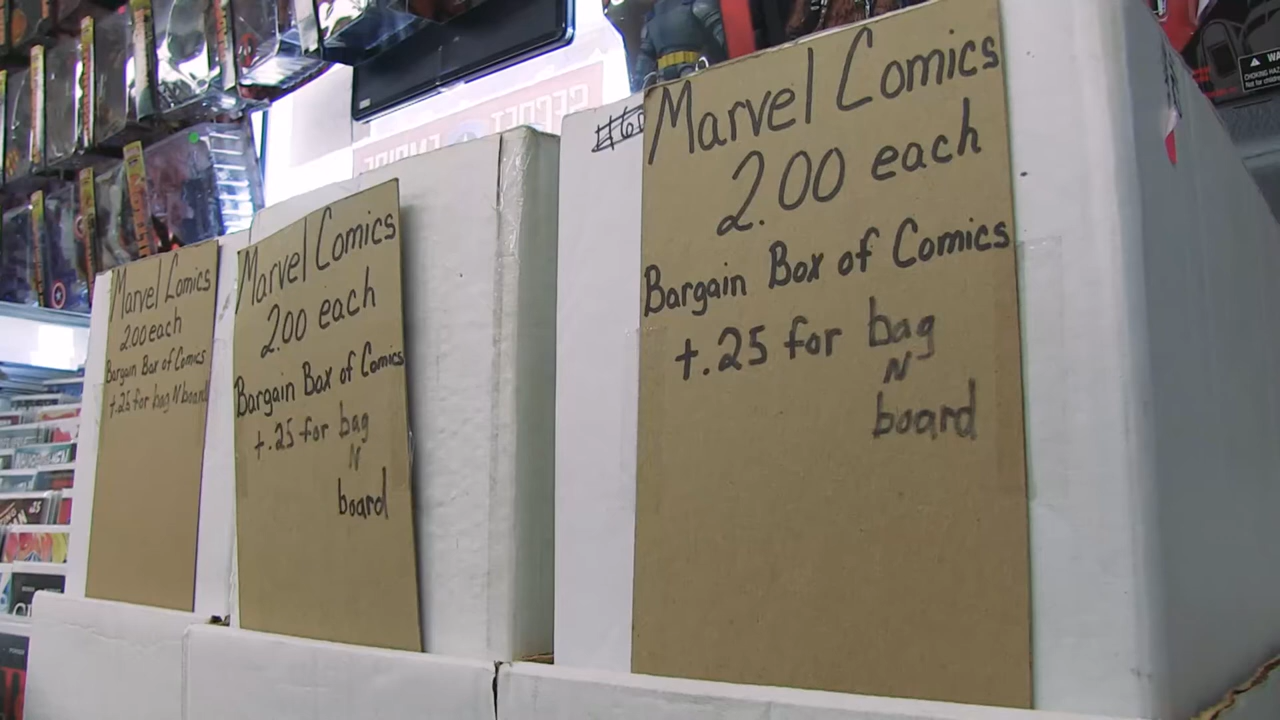 Marvel Comics
2.00 each
Bargain Box of Comics
+.25 for bag N board
Marvel Comics
2.00 each
Bargain Box of Comics
+.25 for bag
N
board
Marvel Comics
2.00 each
Bargain Box of Comics
+.25 for bag
N
board
SECRET
EMPIRE